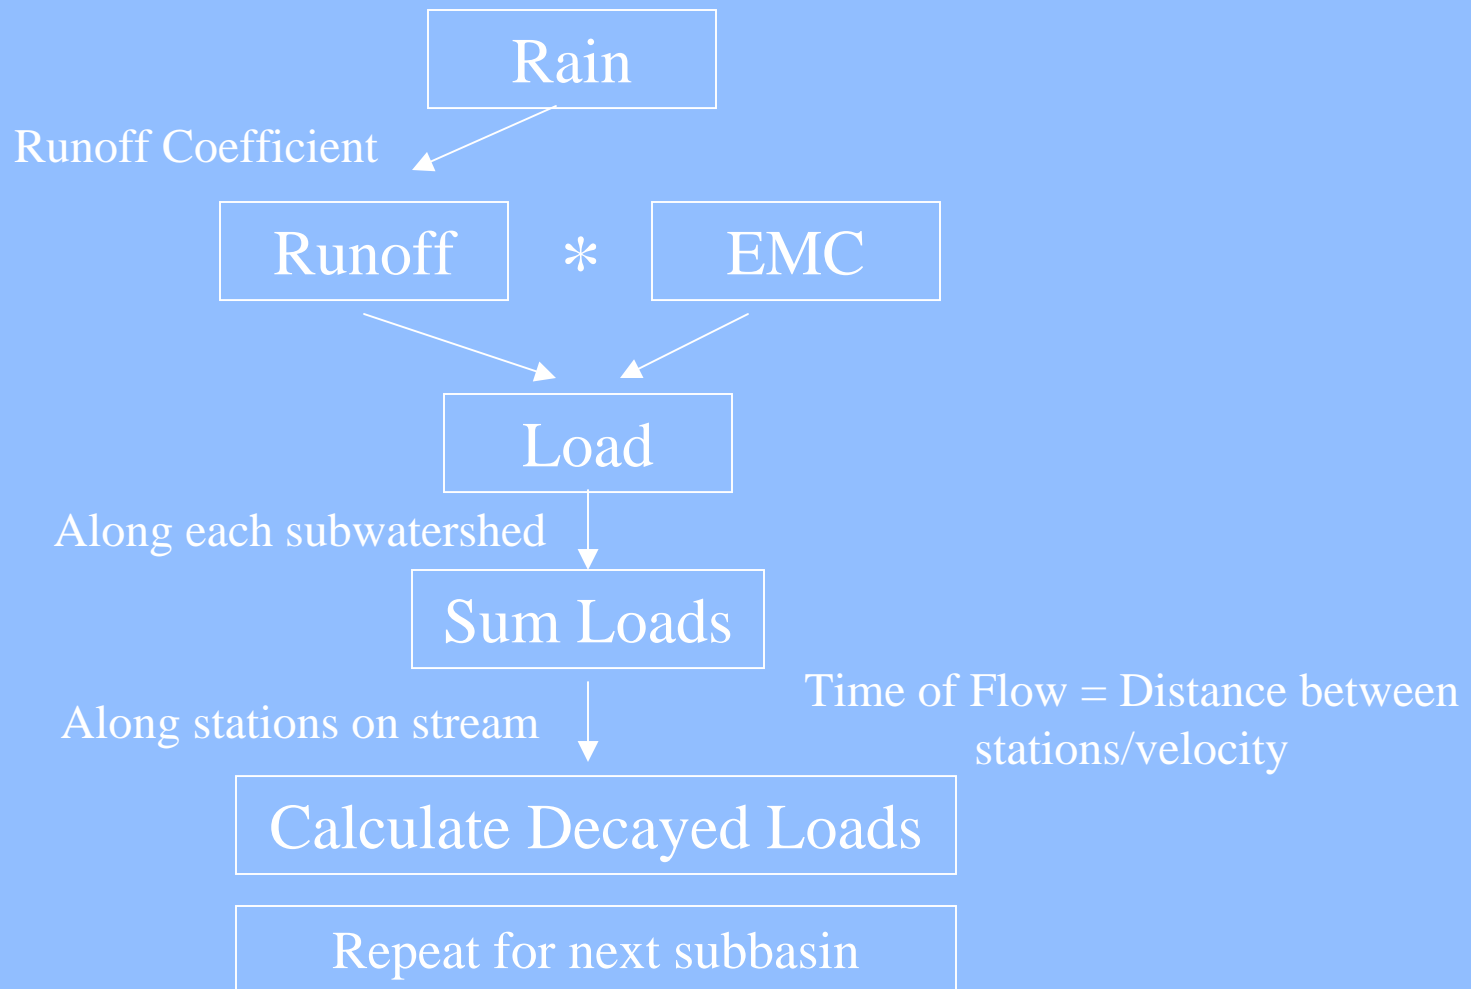 Rain
Runoff Coefficient
Runoff * EMC
Load
Along each subwatershed
Sum Loads
Time of Flow = Distance between
stations/velocity
Along stations on stream
Calculate Decayed Loads
Repeat for next subbasin